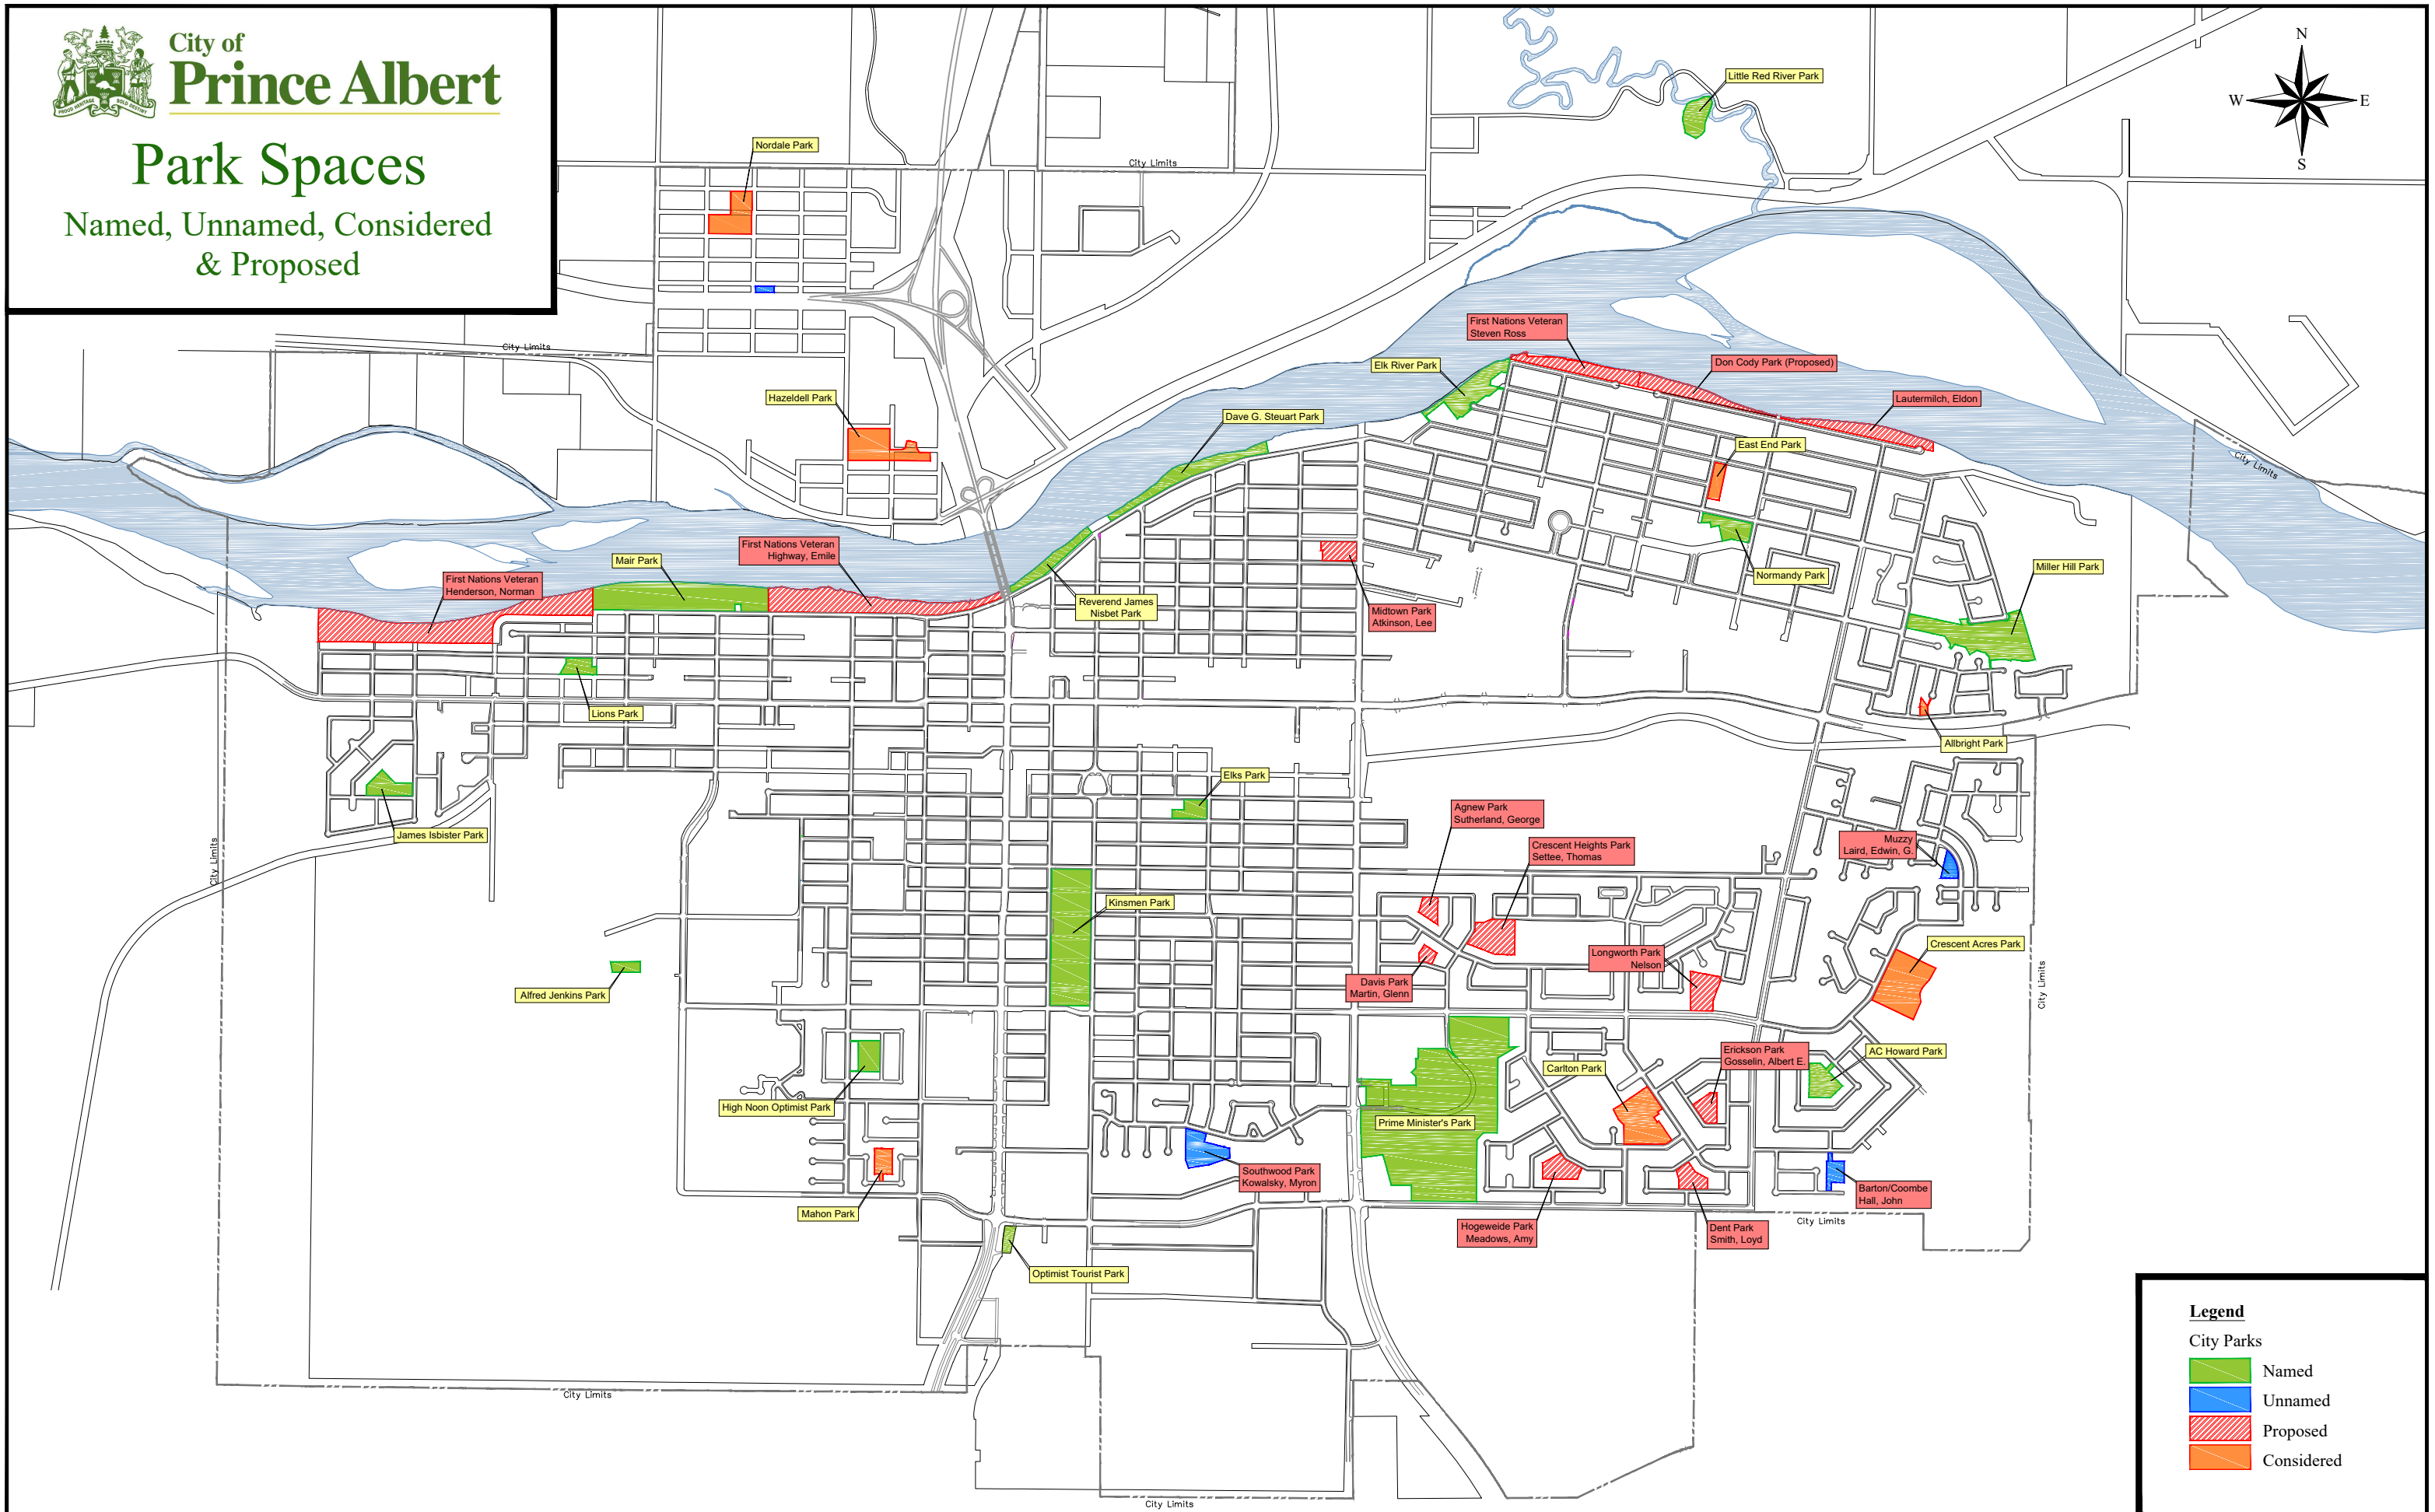 City of
Prince Albert
PROUD HERITAGE
BOLD DESTINY
Park Spaces
Named, Unnamed, Considered
& Proposed
N
W
E
S
Little Red River Park
Nordale Park
City Limits
City Limits
First Nations Veteran
Steven Ross
Elk River Park
Don Cody Park (Proposed)
Hazeldell Park
Lautermilch, Eldon
Dave G. Steuart Park
East End Park
City Limits
First Nations Veteran
Highway, Emile
Mair Park
First Nations Veteran
Henderson, Norman
Normandy Park
Miller Hill Park
Reverend James
Nisbet Park
Midtown Park
Atkinson, Lee
Lions Park
Allbright Park
Elks Park
James Isbister Park
City Limits
Agnew Park
Sutherland, George
Crescent Heights Park
Settee, Thomas
Muzzy
Laird, Edwin, G.
Kinsmen Park
Crescent Acres Park
Longworth Park
Nelson
City Limits
Davis Park
Martin, Glenn
Alfred Jenkins Park
Erickson Park
Gosselin, Albert E.
AC Howard Park
Carlton Park
High Noon Optimist Park
Prime Minister's Park
Southwood Park
Kowalsky, Myron
Barton/Coombe
Hall, John
Mahon Park
City Limits
Hogeweide Park
Meadows, Amy
Dent Park
Smith, Loyd
Optimist Tourist Park
City Limits
City Limits
Legend
City Parks
Named
Unnamed
Proposed
Considered